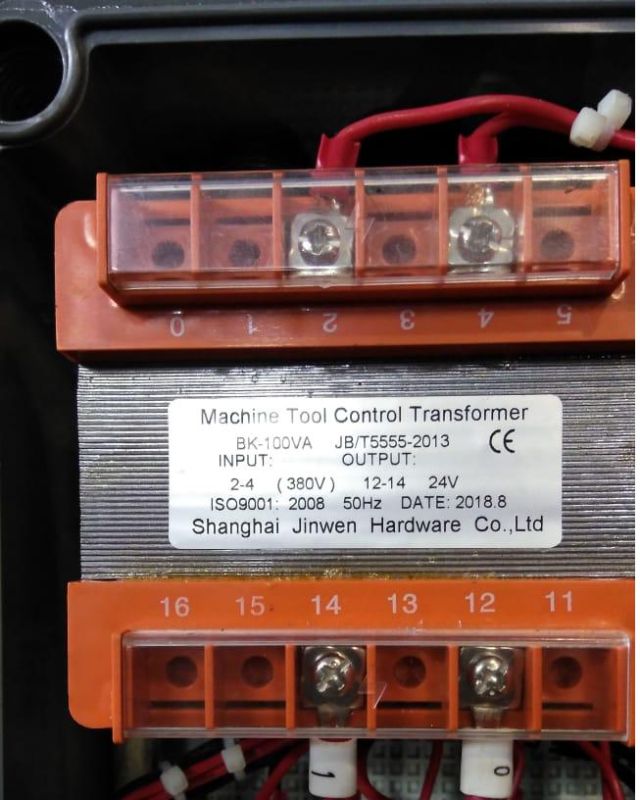 0 1 2 3 4 5
Machine Tool Control Transformer
BK-100VA JB/T5555-2013 CE
INPUT: OUTPUT:
2-4 (380V) 12-14 24V
ISO9001: 2008 50Hz DATE: 2018.8
Shanghai Jinwen Hardware Co.,Ltd
16 15 14 13 12 11
1 0